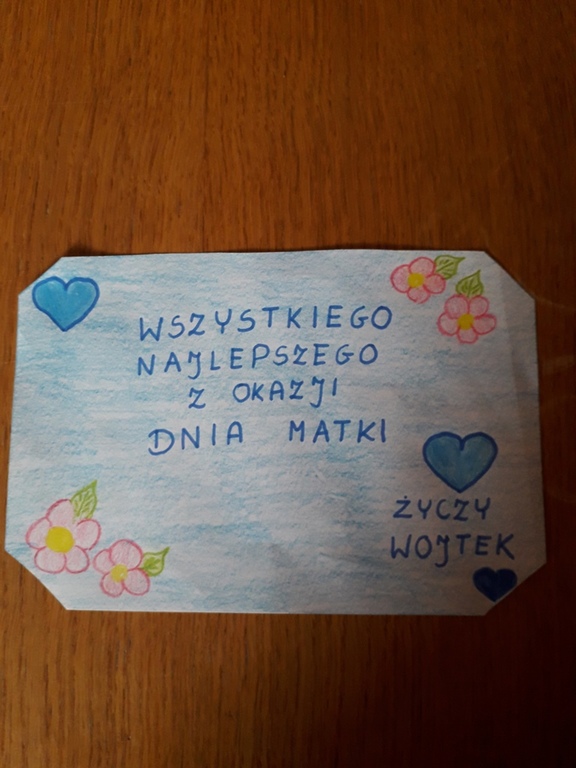 WSZYSTKIEGO
NAJLEPSZEGO
Z OKAZJI
DNIA MATKI
ŻYCZY
WOJTEK